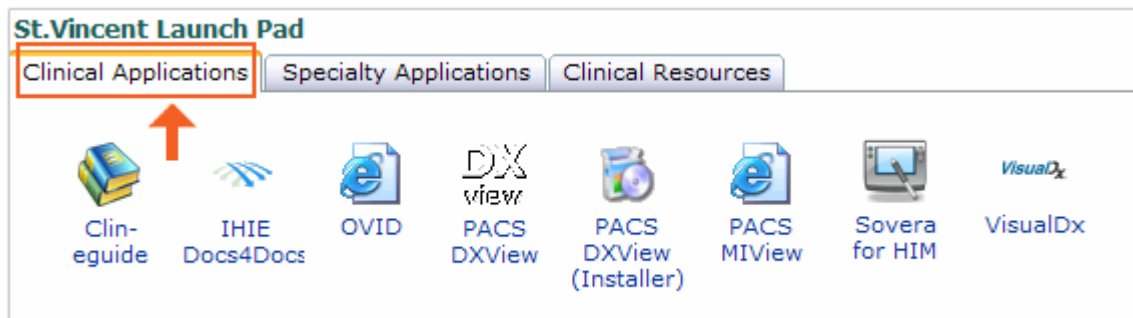 St.Vincent Launch Pad
Clinical Applications Specialty Applications Clinical Resources
DX
view
VisualDx
Clin-
eguide
IHIE
Docs4Docs
OVID
PACS
DXView
PACS
DXView
(Installer)
PACS
MIView
Sovera
for HIM
VisualDx